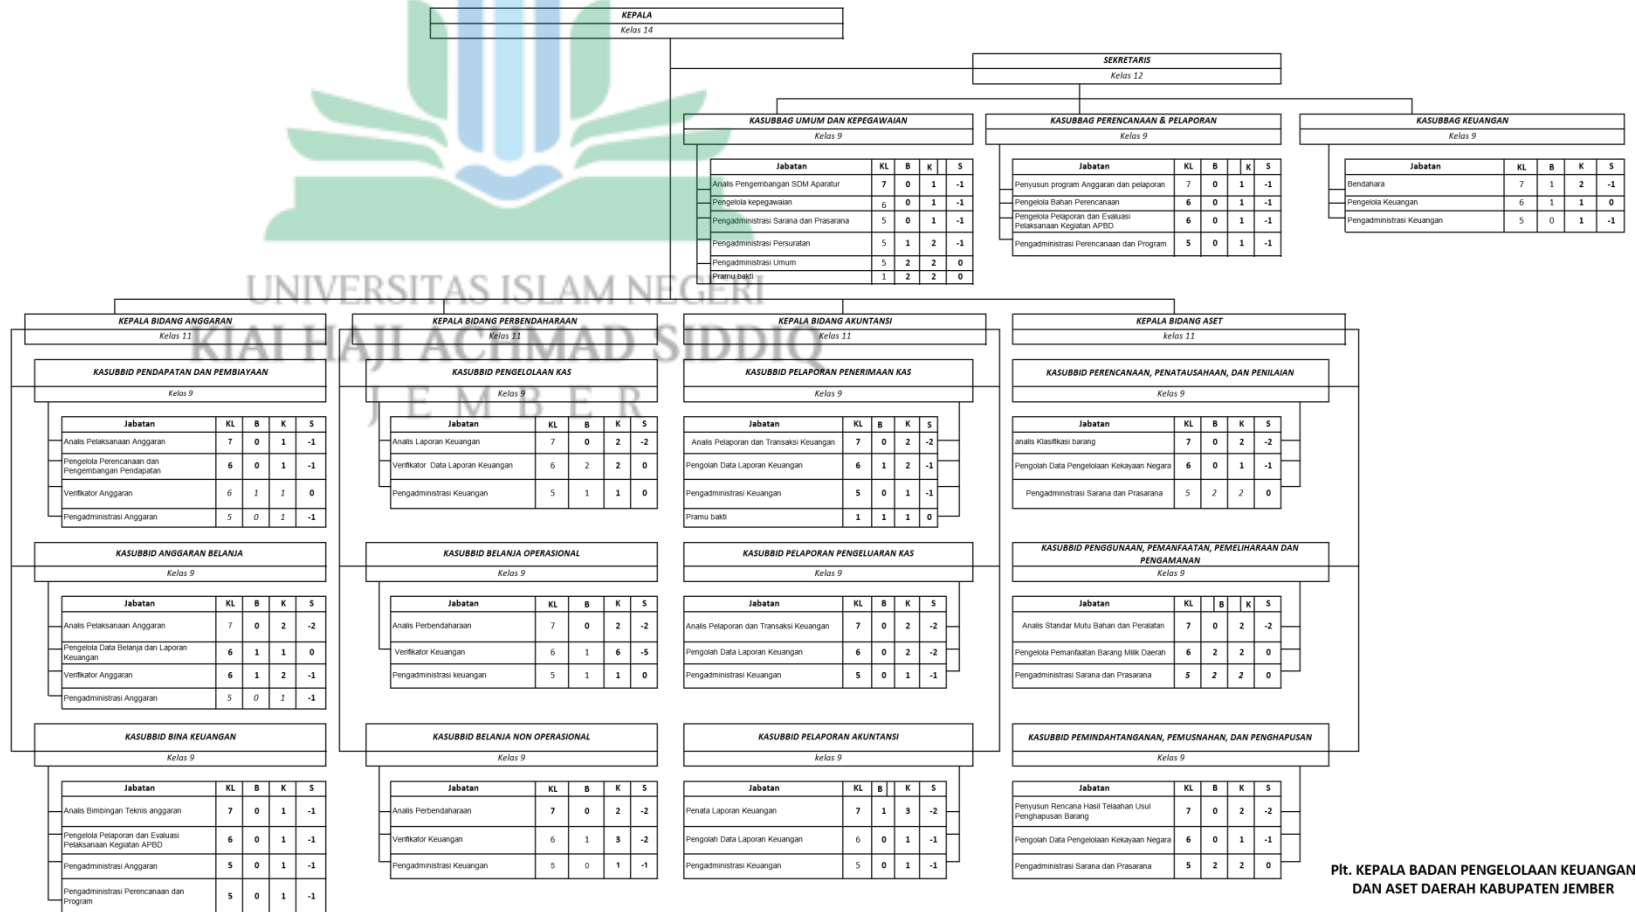 KEPALA
Kelas 14
SEKRETARIS
Kelas 12
KASUBBAG UMUM DAN KEPEGAWAIAN
Kelas 9
Jabatan KL B K S
Analis Pengembangan SDM Aparatur 7 0 1 -1
Pengelola kepegawaian 6 0 1 -1
Pengadministrasi Sarana dan Prasarana 5 0 1 -1
Pengadministrasi Persuratan 5 1 2 -1
Pengadministrasi Umum 5 2 2 0
Pramu bakti 1 2 2 0
KASUBBAG PERENCANAAN & PELAPORAN
Kelas 9
Jabatan KL B K S
Penyusun program Anggaran dan pelaporan 7 0 1 -1
Pengelola Bahan Perencanaan 6 0 1 -1
Pengelola Pelaporan dan Evaluasi
Pelaksanaan Kegiatan APBD 6 0 1 -1
Pengadministrasi Perencanaan dan Program 5 0 1 -1
KASUBBAG KEUANGAN
Kelas 9
Jabatan KL B K S
Bendahara 7 1 2 -1
Pengelola Keuangan 6 1 1 0
Pengadministrasi Keuangan 5 0 1 -1
UNIVERSITAS ISLAM NEGERI
KIAI HAJI ACHMAD SIDDIQ
JEMBER
KEPALA BIDANG ANGGARAN
Kelas 11
KASUBBID PENDAPATAN DAN PEMBIAYAAN
Kelas 9
Jabatan KL B K S
Analis Pelaksanaan Anggaran 7 0 1 -1
Pengelola Perencanaan dan
Pengembangan Pendapatan 6 0 1 -1
Verifikator Anggaran 6 1 1 0
Pengadministrasi Anggaran 5 0 1 -1
KASUBBID ANGGARAN BELANJA
Kelas 9
Jabatan KL B K S
Analis Pelaksanaan Anggaran 7 0 2 -2
Pengelola Data Belanja dan Laporan
Keuangan 6 1 1 0
Verifikator Anggaran 6 1 2 -1
Pengadministrasi Anggaran 5 0 1 -1
KASUBBID BINA KEUANGAN
Kelas 9
Jabatan KL B K S
Analis Bimbingan Teknis anggaran 7 0 1 -1
Pengelola Pelaporan dan Evaluasi
Pelaksanaan Kegiatan APBD 6 0 1 -1
Pengadministrasi Anggaran 5 0 1 -1
Pengadministrasi Perencanaan dan
Program 5 0 1 -1
KEPALA BIDANG PERBENDAHARAAN
Kelas 11
KASUBBID PENGELOLAAN KAS
Kelas 9
Jabatan KL B K S
Analis Laporan Keuangan 7 0 2 -2
Verifikator Data Laporan Keuangan 6 2 2 0
Pengadministrasi Keuangan 5 1 1 0
KASUBBID BELANJA OPERASIONAL
Kelas 9
Jabatan KL B K S
Analis Perbendaharaan 7 0 2 -2
Verifikator Keuangan 6 1 6 -5
Pengadministrasi keuangan 5 1 1 0
KASUBBID BELANJA NON OPERASIONAL
Kelas 9
Jabatan KL B K S
Analis Perbendaharaan 7 0 2 -2
Verifikator Keuangan 6 1 3 -2
Pengadministrasi Keuangan 5 0 1 -1
KEPALA BIDANG AKUNTANSI
Kelas 11
KASUBBID PELAPORAN PENERIMAAN KAS
Kelas 9
Jabatan KL B K S
Analis Pelaporan dan Transaksi Keuangan 7 0 2 -2
Pengolah Data Laporan Keuangan 6 1 2 -1
Pengadministrasi Keuangan 5 0 1 -1
Pramu bakti 1 1 1 0
KASUBBID PELAPORAN PENGELUARAN KAS
Kelas 9
Jabatan KL B K S
Analis Pelaporan dan Transaksi Keuangan 7 0 2 -2
Pengolah Data Laporan Keuangan 6 0 2 -2
Pengadministrasi Keuangan 5 0 1 -1
KASUBBID PELAPORAN AKUNTANSI
kelas 9
Jabatan KL B K S
Penata Laporan Keuangan 7 1 3 -2
Pengolah Data Laporan Keuangan 6 0 1 -1
Pengadministrasi Keuangan 5 0 1 -1
KEPALA BIDANG ASET
kelas 11
KASUBBID PERENCANAAN, PENATAUSAHAAN, DAN PENILAIAN
Kelas 9
Jabatan KL B K S
analis Klasifikasi barang 7 0 2 -2
Pengolah Data Pengelolaan Kekayaan Negara 6 0 1 -1
Pengadministrasi Sarana dan Prasarana 5 2 2 0
KASUBBID PENGGUNAAN, PEMANFAATAN, PEMELIHARAAN DAN
PENGAMANAN
Kelas 9
Jabatan KL B K S
Analis Standar Mutu Bahan dan Peralatan 7 0 2 -2
Pengelola Pemanfaatan Barang Milik Daerah 6 2 2 0
Pengadministrasi Sarana dan Prasarana 5 2 2 0
KASUBBID PEMINDAHTANGANAN, PEMUSNAHAN, DAN PENGHAPUSAN
Kelas 9
Jabatan KL B K S
Penyusun Rencana Hasil Telaahan Usul
Penghapusan Barang 7 0 2 -2
Pengolah Data Pengelolaan Kekayaan Negara 6 0 1 -1
Pengadministrasi Sarana dan Prasarana 5 2 2 0
Plt. KEPALA BADAN PENGELOLAAN KEUANGAN
DAN ASET DAERAH KABUPATEN JEMBER